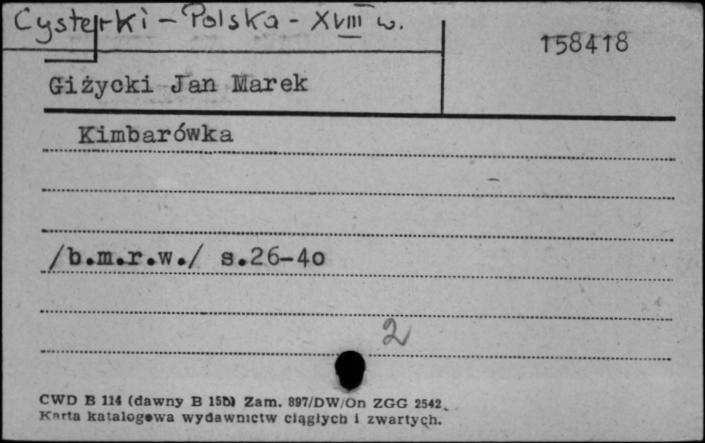 Cysterki - Polska - XVIII w.
158418
Giżycki Jan Marek
Kimbarówka
/b.m.r.w./ s.26-40
2
CWD B 114 (dawny B 15b) Zam. 897/DW/On ZGG 2542.
Karta katalogowa wydawnictw ciągłych i zwartych.